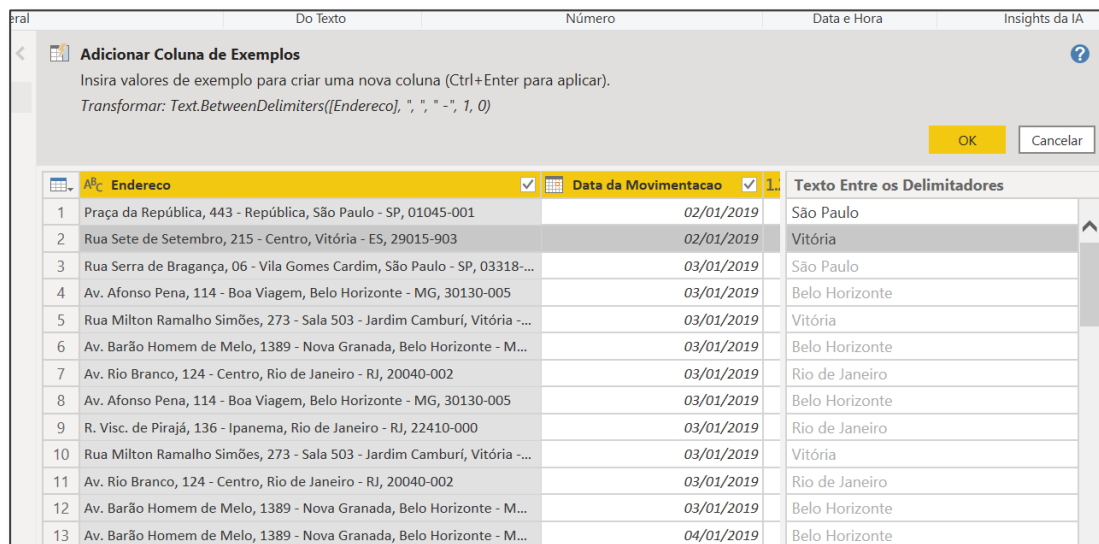 eral Do Texto Número Data e Hora Insights da IA
Adicionar Coluna de Exemplos
Insira valores de exemplo para criar uma nova coluna (Ctrl+Enter para aplicar).
Transformar: Text.BetweenDelimiters([Endereco], ", ", " -", 1, 0)
OK Cancelar
ABC Endereco Data da Movimentacao 1.2 Texto Entre os Delimitadores
1 Praça da República, 443 - República, São Paulo - SP, 01045-001 02/01/2019 São Paulo
2 Rua Sete de Setembro, 215 - Centro, Vitória - ES, 29015-903 02/01/2019 Vitória
3 Rua Serra de Bragança, 06 - Vila Gomes Cardim, São Paulo - SP, 03318-... 03/01/2019 São Paulo
4 Av. Afonso Pena, 114 - Boa Viagem, Belo Horizonte - MG, 30130-005 03/01/2019 Belo Horizonte
5 Rua Milton Ramalho Simões, 273 - Sala 503 - Jardim Camburí, Vitória -... 03/01/2019 Vitória
6 Av. Barão Homem de Melo, 1389 - Nova Granada, Belo Horizonte - M... 03/01/2019 Belo Horizonte
7 Av. Rio Branco, 124 - Centro, Rio de Janeiro - RJ, 20040-002 03/01/2019 Rio de Janeiro
8 Av. Afonso Pena, 114 - Boa Viagem, Belo Horizonte - MG, 30130-005 03/01/2019 Belo Horizonte
9 R. Visc. de Pirajá, 136 - Ipanema, Rio de Janeiro - RJ, 22410-000 03/01/2019 Rio de Janeiro
10 Rua Milton Ramalho Simões, 273 - Sala 503 - Jardim Camburí, Vitória -... 03/01/2019 Vitória
11 Av. Rio Branco, 124 - Centro, Rio de Janeiro - RJ, 20040-002 03/01/2019 Rio de Janeiro
12 Av. Barão Homem de Melo, 1389 - Nova Granada, Belo Horizonte - M... 03/01/2019 Belo Horizonte
13 Av. Barão Homem de Melo, 1389 - Nova Granada, Belo Horizonte - M... 04/01/2019 Belo Horizonte